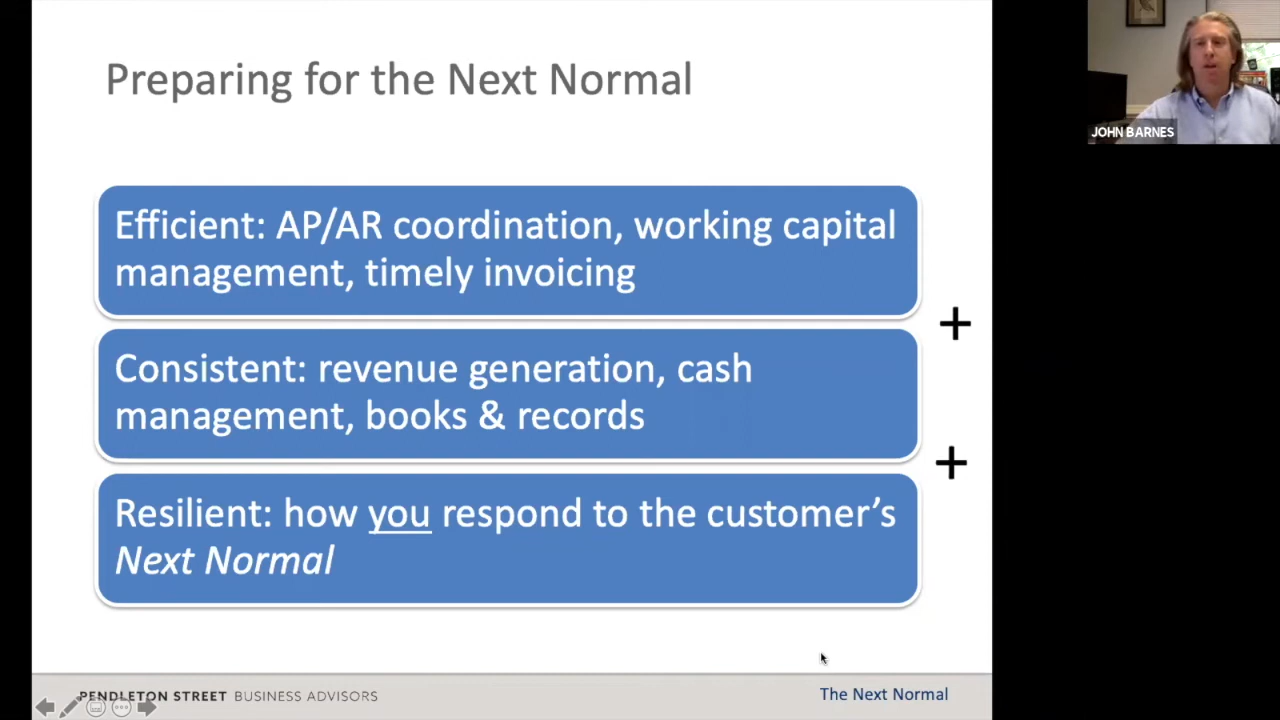 Preparing for the Next Normal
JOHN BARNES
Efficient: AP/AR coordination, working capital
management, timely invoicing
+
Consistent: revenue generation, cash
management, books & records
+
Resilient: how you respond to the customer’s
Next Normal
PENDLETON STREET BUSINESS ADVISORS
The Next Normal